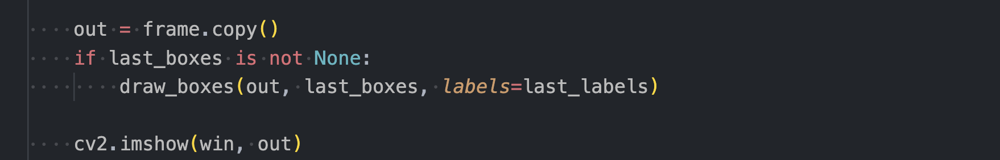 out = frame.copy()
    if last_boxes is not None:
        draw_boxes(out, last_boxes, labels=last_labels)
    cv2.imshow(win, out)